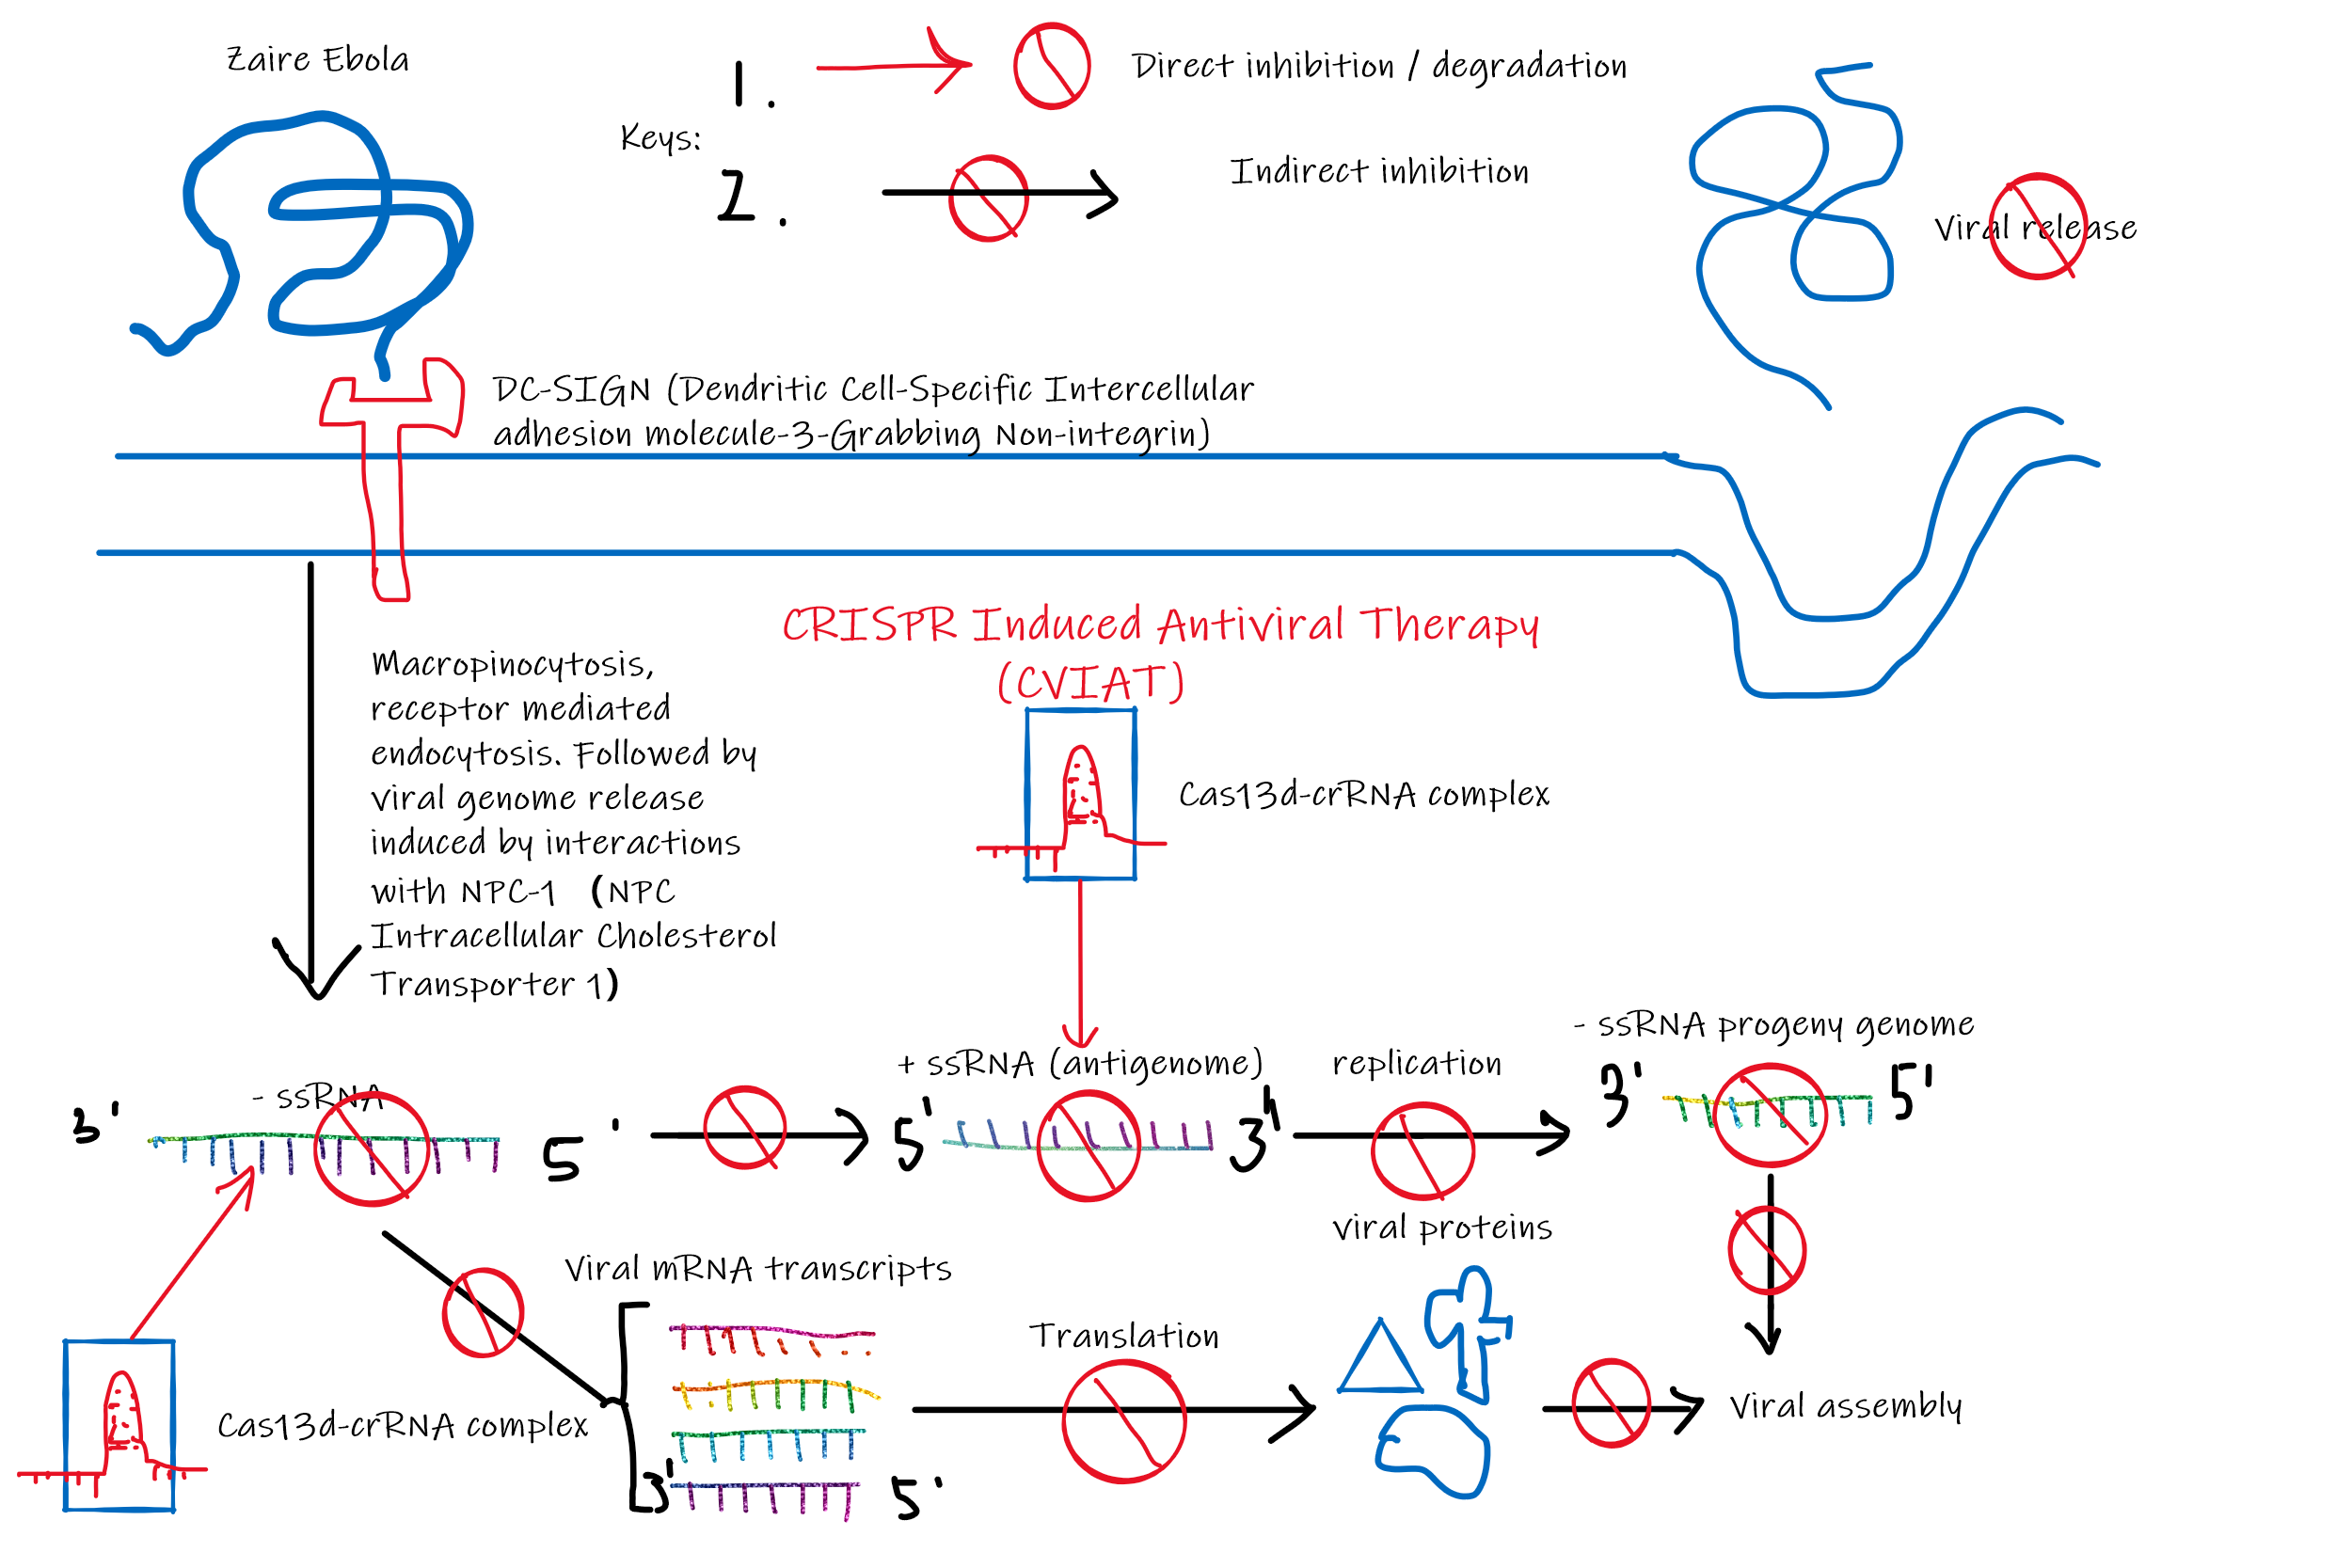 Zaire Ebola
Keys:
1.
Direct inhibition / degradation
2.
Indirect inhibition
Viral release
DC-SIGN (Dendritic Cell-Specific Intercellular
adhesion molecule-3-Grabbing Non-integrin)
CRISPR Induced Antiviral Therapy
(CVIAT)
Macropinocytosis,
receptor mediated
endocytosis. Followed by
viral genome release
induced by interactions
with NPC-1 (NPC
Intracellular Cholesterol
Transporter 1)
Cas13d-crRNA complex
- ssRNA
3' 5'
+ ssRNA (antigenome)
5' 3'
replication
- ssRNA progeny genome
3' 5'
Viral mRNA transcripts
3' 5'
Translation
viral proteins
Viral assembly
Cas13d-crRNA complex